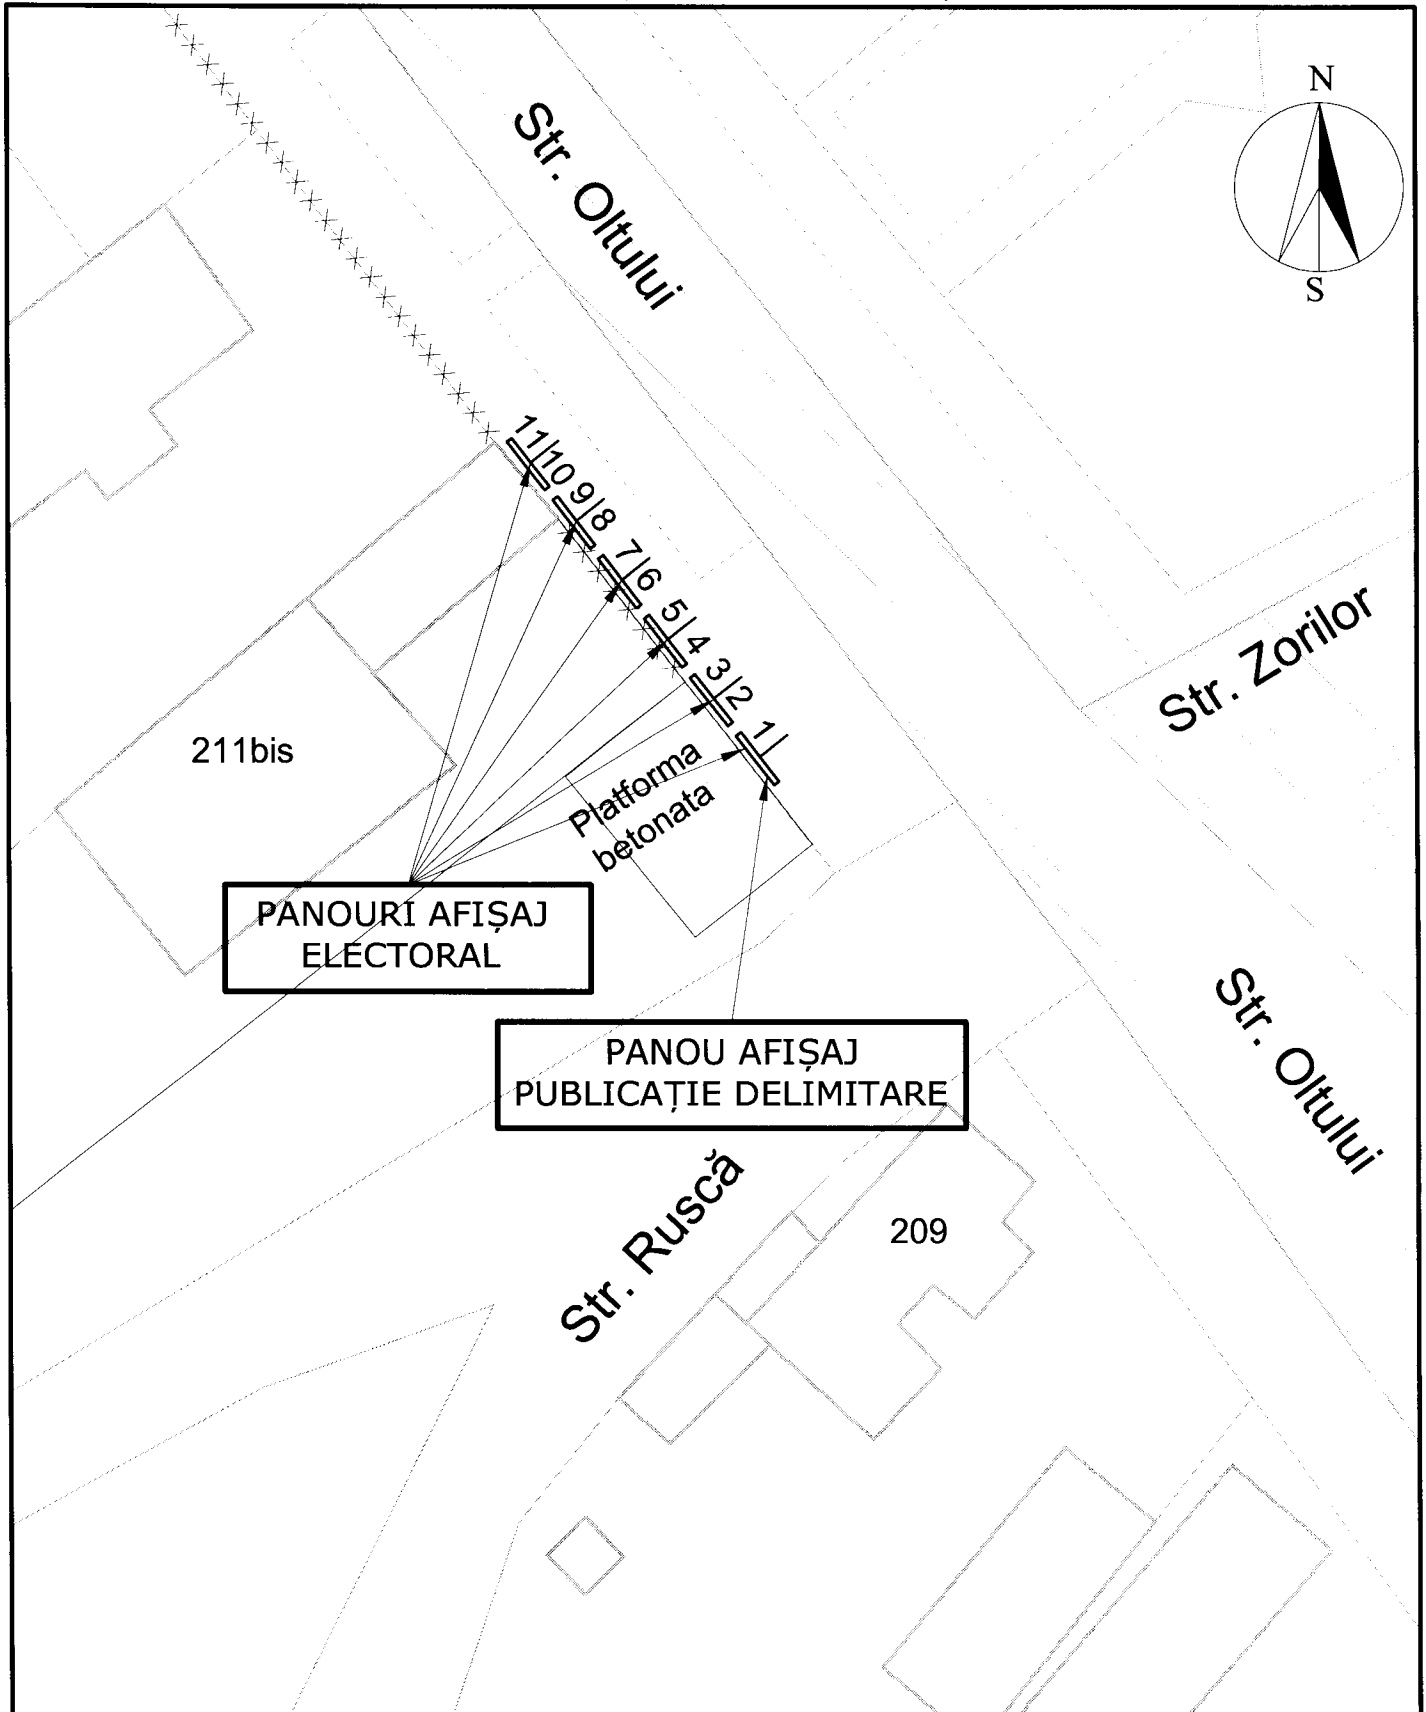 N
S
Str. Oltului
11|10
9|8
7|6
5|4
3|2
1|
Str. Zorilor
211bis
Platforma
betonata
PANOURI AFIȘAJ
ELECTORAL
PANOU AFIȘAJ
PUBLICAȚIE DELIMITARE
Str. Oltului
Str. Ruscă
209